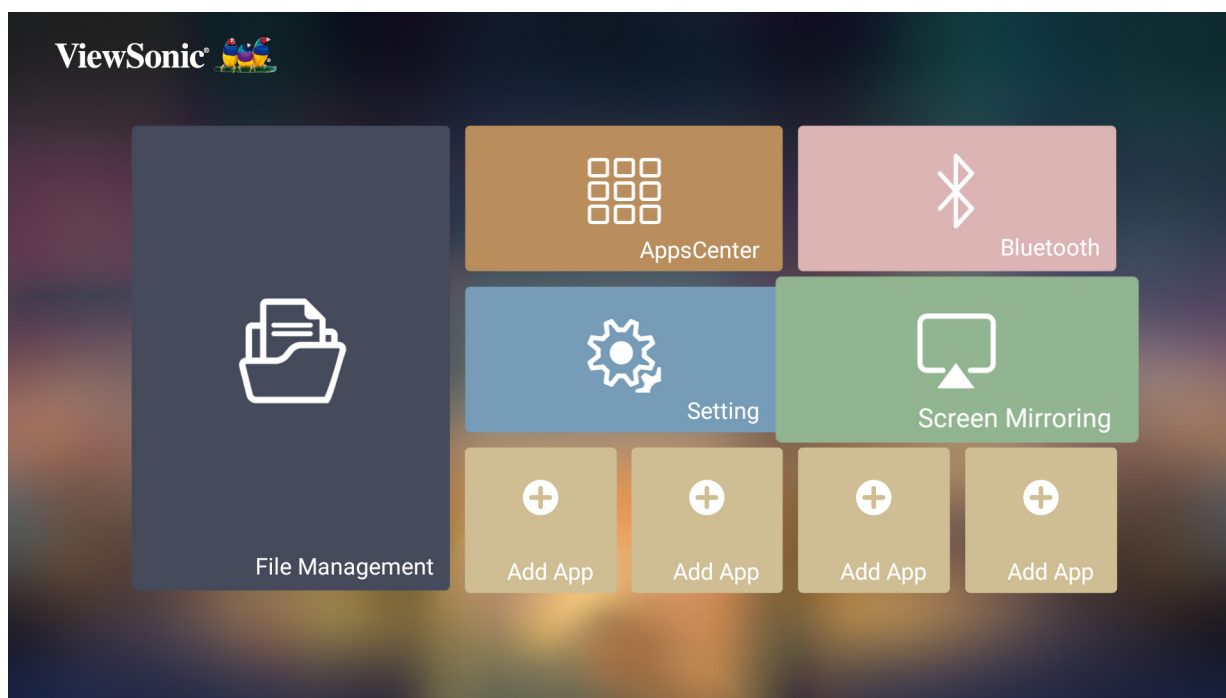 ViewSonic®
AppsCenter
Bluetooth
Setting
Screen Mirroring
File Management
Add App
Add App
Add App
Add App